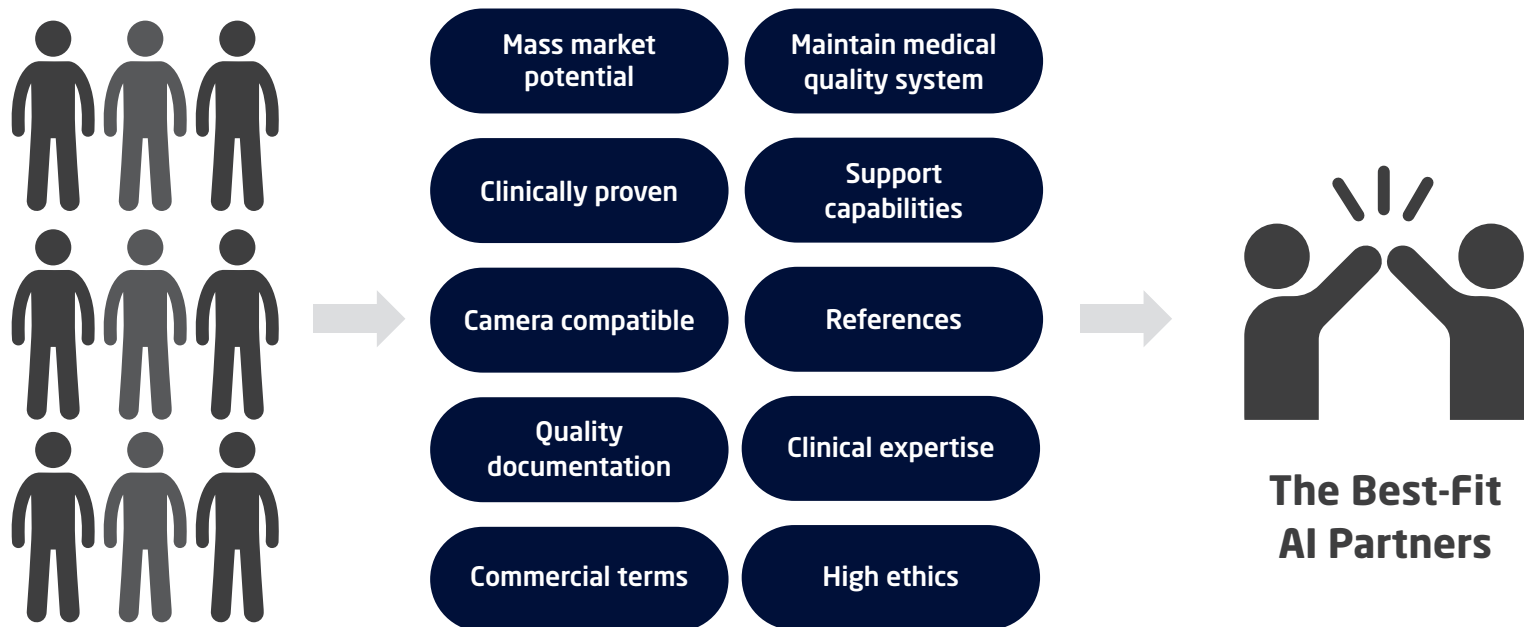 Mass market
potential
Maintain medical
quality system
Clinically proven
Support
capabilities
Camera compatible
References
Quality
documentation
Clinical expertise
Commercial terms
High ethics
The Best-Fit
AI Partners